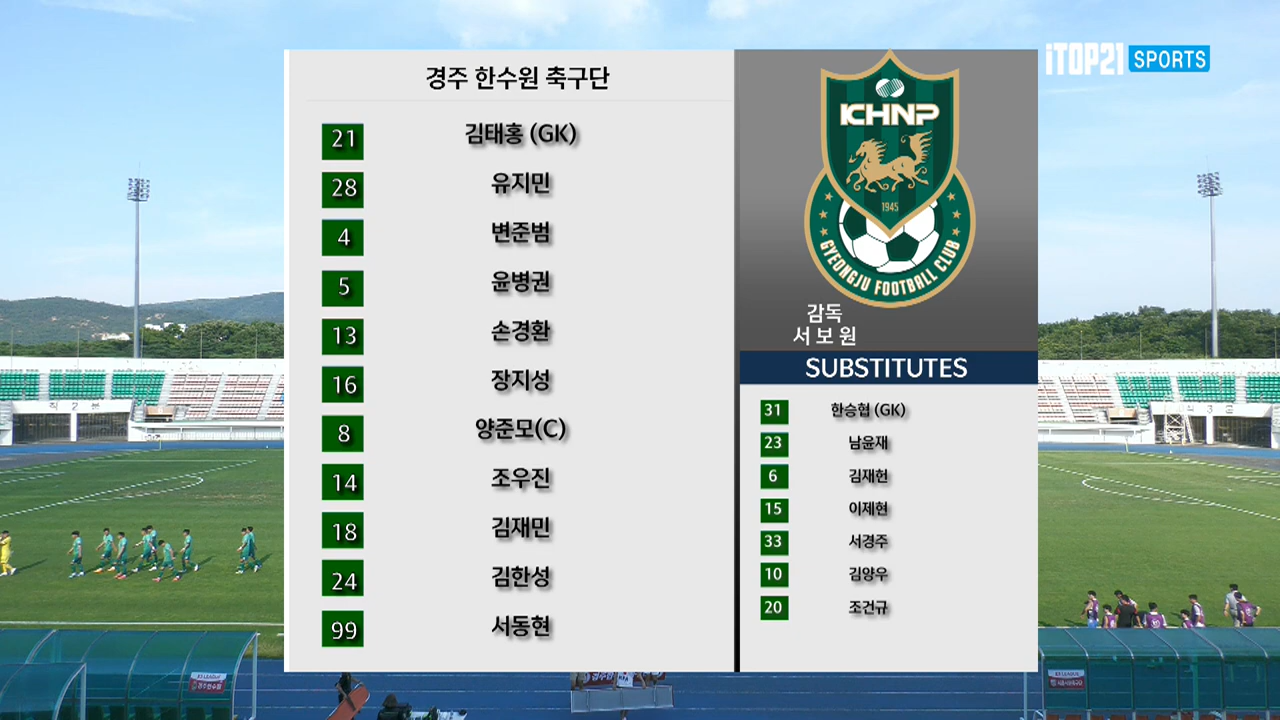 iTOP21 SPORTS
경주 한수원 축구단
21 김태홍 (GK)
28 유지민
4 변준범
5 윤병권
13 손경환
16 장지성
8 양준모(C)
14 조우진
18 김재민
24 김한성
99 서동현
KHNP
1945
GYEONGJU FOOTBALL CLUB
감독
서 보 원
SUBSTITUTES
31 한승협 (GK)
23 남윤재
6 김재헌
15 이제현
33 서경주
10 김양우
20 조건규